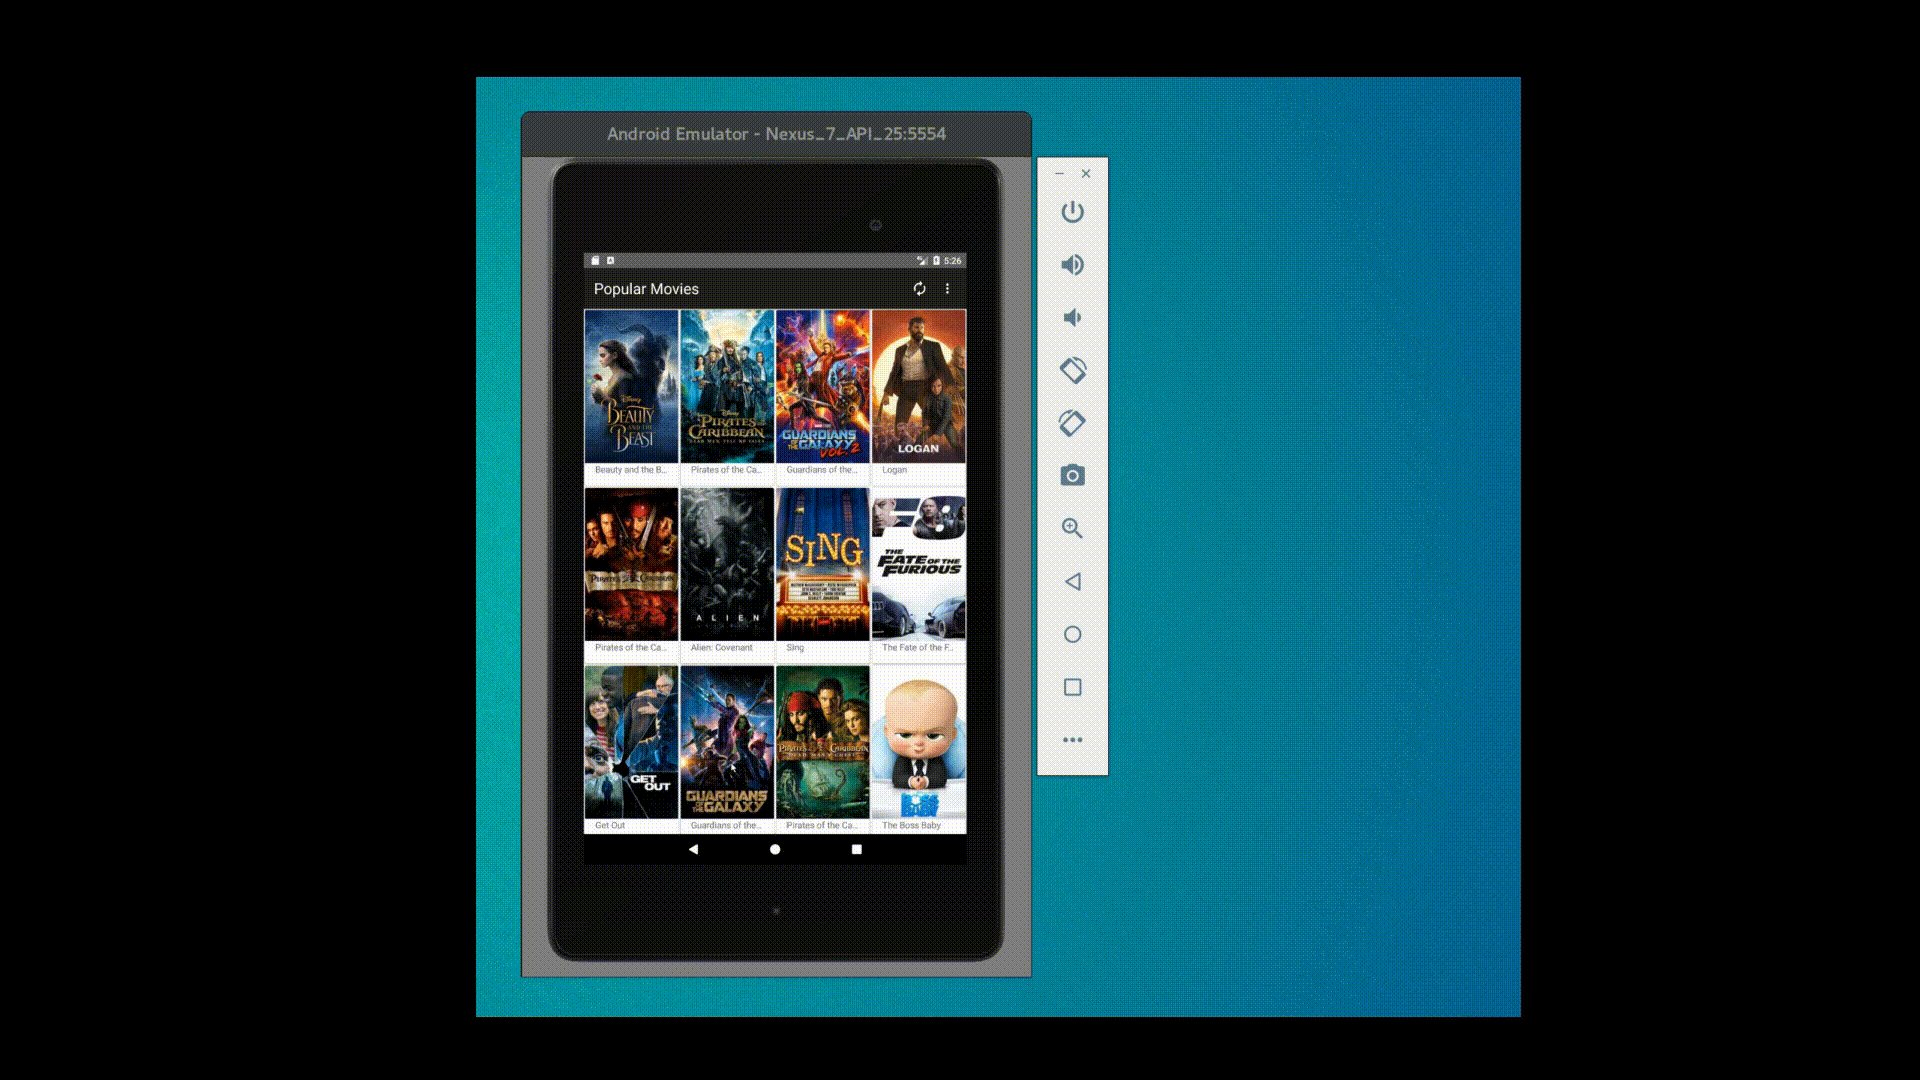 Android Emulator - Nexus_7_API_25:5554
5:26
Popular Movies
Disney
BEAUTY
AND THE
BEAST
Disney
PIRATES OF THE
CARIBBEAN
DEAD MEN TELL NO TALES
GUARDIANS
OF THE GALAXY
VOL. 2
LOGAN
Beauty and the B...
Pirates of the Ca...
Guardians of the...
Logan
PIRATES OF THE CARIBBEAN
ALIEN
SING
THE
FATE OF THE
FURIOUS
Pirates of the Ca...
Alien: Covenant
Sing
The Fate of the F...
GET
OUT
GUARDIANS
OF THE GALAXY
PIRATES OF THE CARIBBEAN
DEAD MAN'S CHEST
BOSS
BABY
Get Out
Guardians of the...
Pirates of the Ca...
The Boss Baby